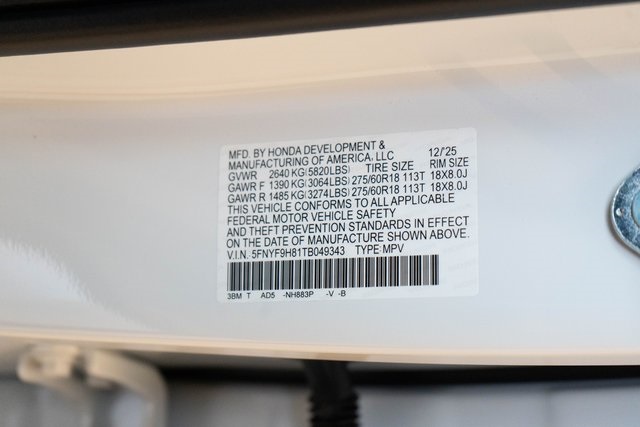 MFD. BY HONDA DEVELOPMENT & 12/'25
MANUFACTURING OF AMERICA, LLC
GVWR 2640 KG(5820LBS) TIRE SIZE RIM SIZE
GAWR F 1390 KG(3064LBS) 275/60R18 113T 18X8.0J
GAWR R 1485 KG(3274LBS) 275/60R18 113T 18X8.0J
THIS VEHICLE CONFORMS TO ALL APPLICABLE
FEDERAL MOTOR VEHICLE SAFETY
AND THEFT PREVENTION STANDARDS IN EFFECT
ON THE DATE OF MANUFACTURE SHOWN ABOVE.
V.I.N. 5FNYF9H81TB049343 TYPE:MPV
3BM T AD5 -NH883P -V -B